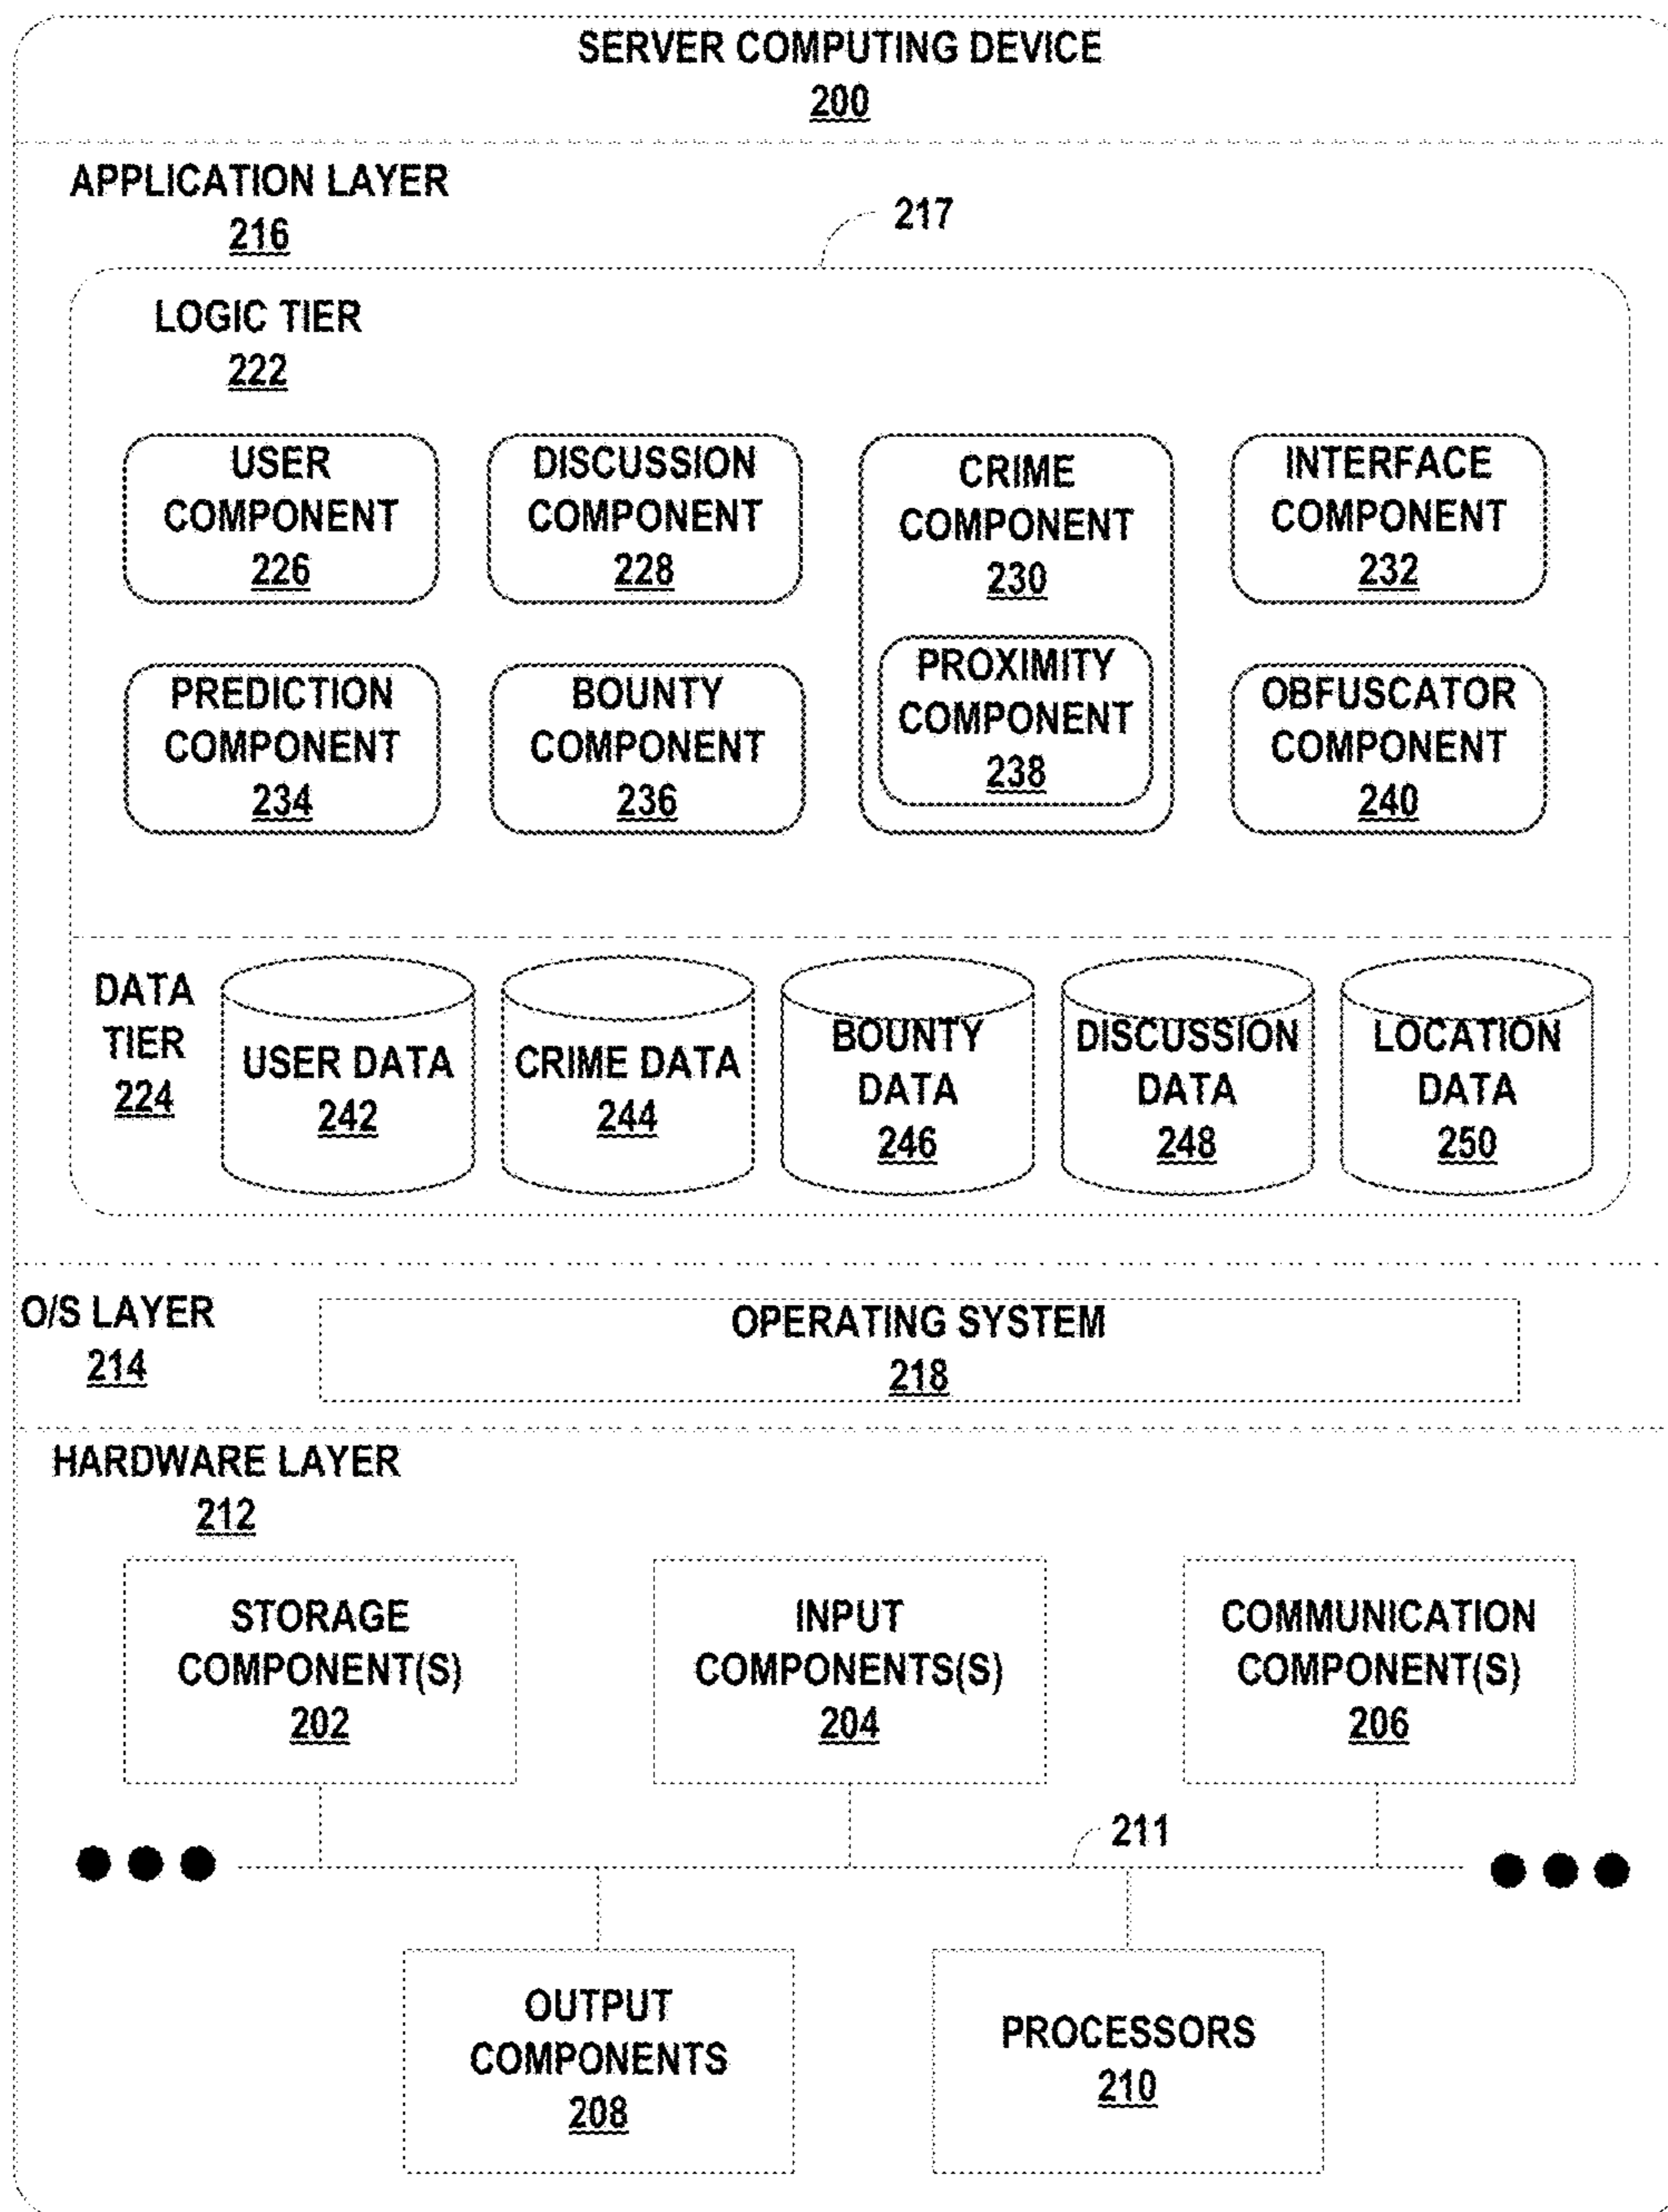 SERVER COMPUTING DEVICE
200
APPLICATION LAYER
216
217
LOGIC TIER
222
USER
COMPONENT
226
DISCUSSION
COMPONENT
228
CRIME
COMPONENT
230
INTERFACE
COMPONENT
232
PREDICTION
COMPONENT
234
BOUNTY
COMPONENT
236
PROXIMITY
COMPONENT
238
OBFUSCATOR
COMPONENT
240
DATA
TIER
224
USER DATA
242
CRIME DATA
244
BOUNTY
DATA
246
DISCUSSION
DATA
248
LOCATION
DATA
250
O/S LAYER
214
OPERATING SYSTEM
218
HARDWARE LAYER
212
STORAGE
COMPONENT(S)
202
INPUT
COMPONENTS(S)
204
COMMUNICATION
COMPONENT(S)
206
211
OUTPUT
COMPONENTS
208
PROCESSORS
210